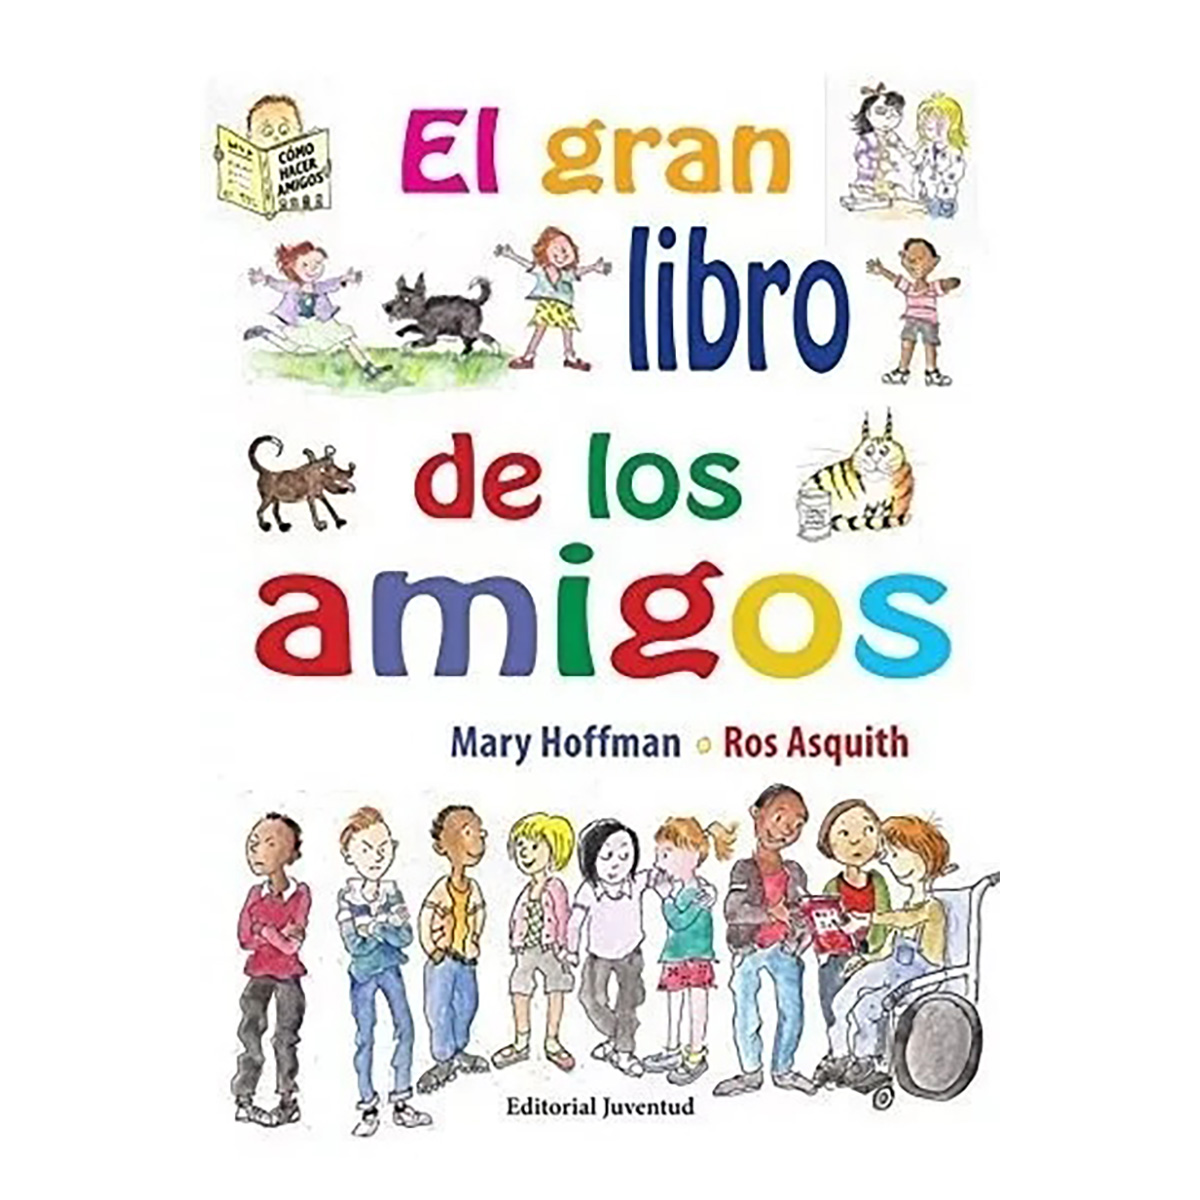 El gran
CÓMO
HACER
AMIGOS
libro
de los
amigos
Mary Hoffman o Ros Asquith
Editorial Juventud